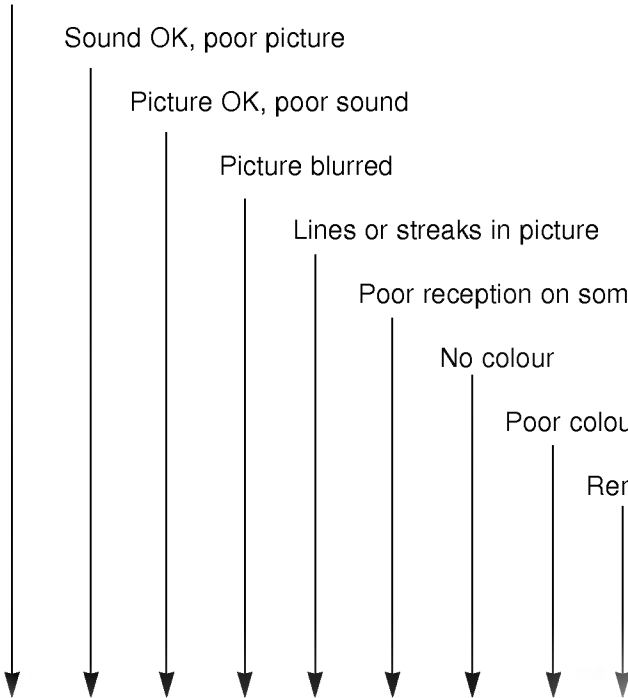 Sound OK, poor picture
Picture OK, poor sound
Picture blurred
Lines or streaks in picture
Poor reception on som
No colour
Poor colou
Rem